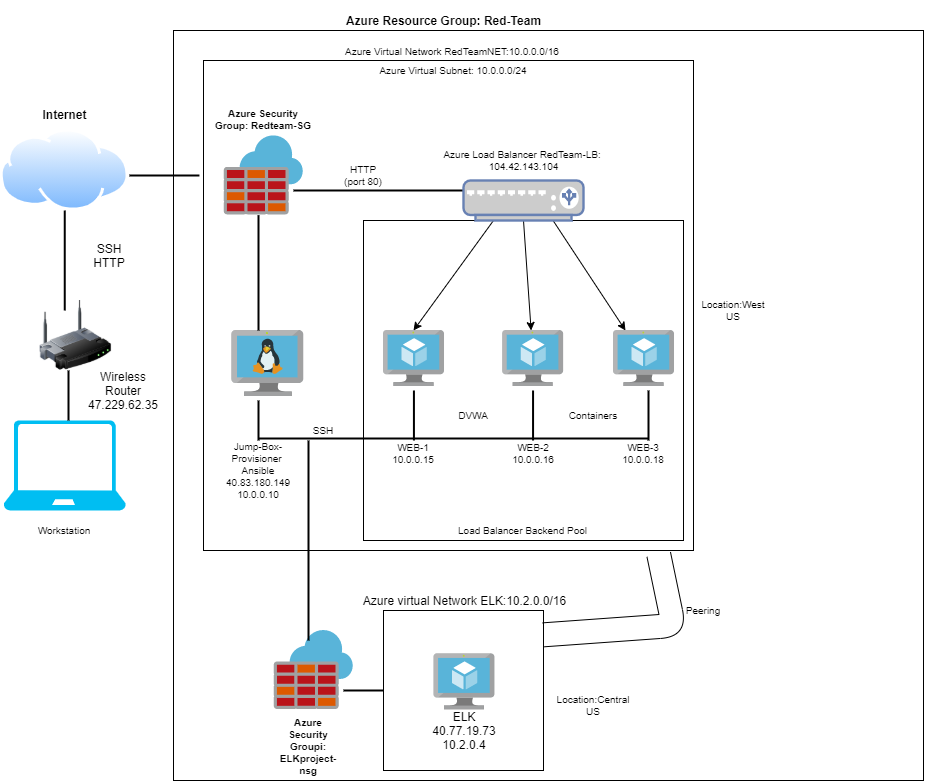 Azure Resource Group: Red-Team
Azure Virtual Network RedTeamNET:10.0.0.0/16
Azure Virtual Subnet: 10.0.0.0/24
Internet
Azure Security
Group: Redteam-SG
HTTP
(port 80)
Azure Load Balancer RedTeam-LB:
104.42.143.104
SSH
HTTP
Location:West
US
Wireless
Router
47.229.62.35
DVWA
Containers
SSH
Jump-Box-
Provisioner
Ansible
40.83.180.149
10.0.0.10
WEB-1
10.0.0.15
WEB-2
10.0.0.16
WEB-3
10.0.0.18
Workstation
Load Balancer Backend Pool
Azure virtual Network ELK:10.2.0.0/16
Peering
ELK
40.77.19.73
10.2.0.4
Location:Central
US
Azure
Security
Groupi:
ELKproject-
nsg